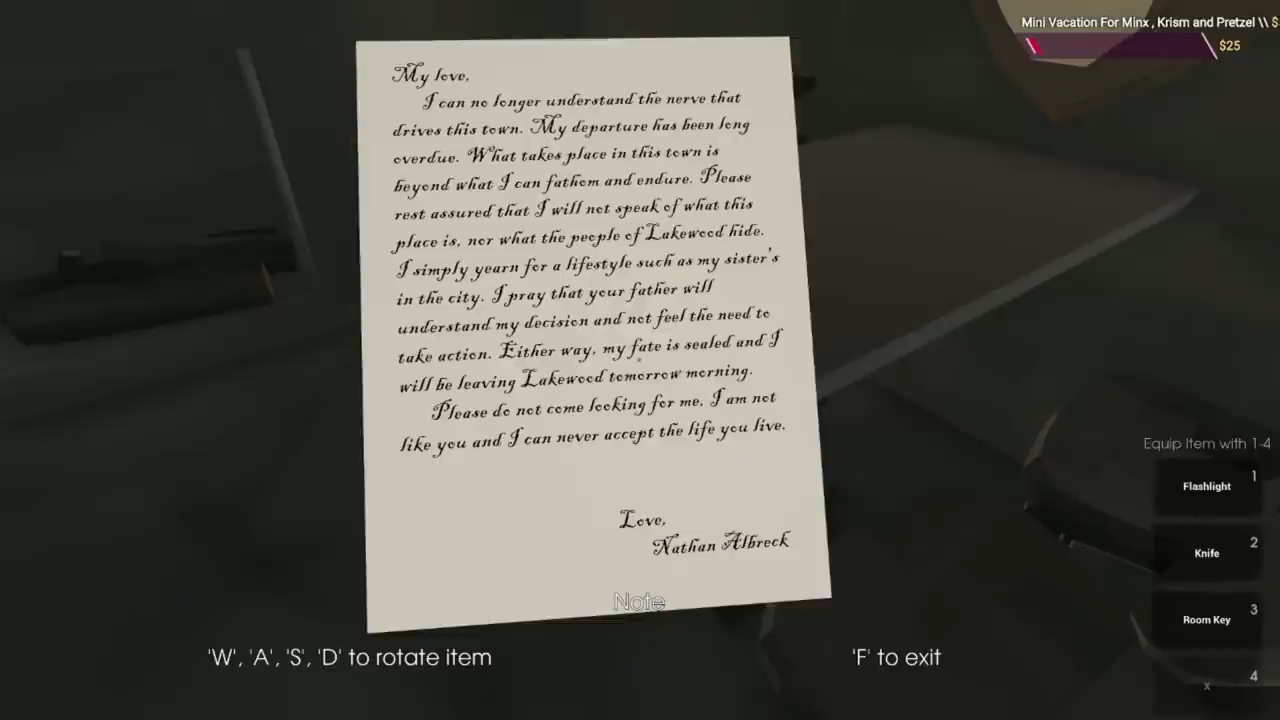 Mini Vacation For Minx , Krism and Pretzel \\ $
$25
My love,
I can no longer understand the nerve that
drives this town. My departure has been long
overdue. What takes place in this town is
beyond what I can fathom and endure. Please
rest assured that I will not speak of what this
place is, nor what the people of Lakewood hide.
I simply yearn for a lifestyle such as my sister's
in the city. I pray that your father will
understand my decision and not feel the need to
take action. Either way, my fate is sealed and I
will be leaving Lakewood tomorrow morning.
Please do not come looking for me, I am not
like you and I can never accept the life you live.
Love,
Nathan Albreck
Note
'W', 'A', 'S', 'D' to rotate item
'F' to exit
Equip Item with 1-4
1
Flashlight
2
Knife
3
Room Key
4
x